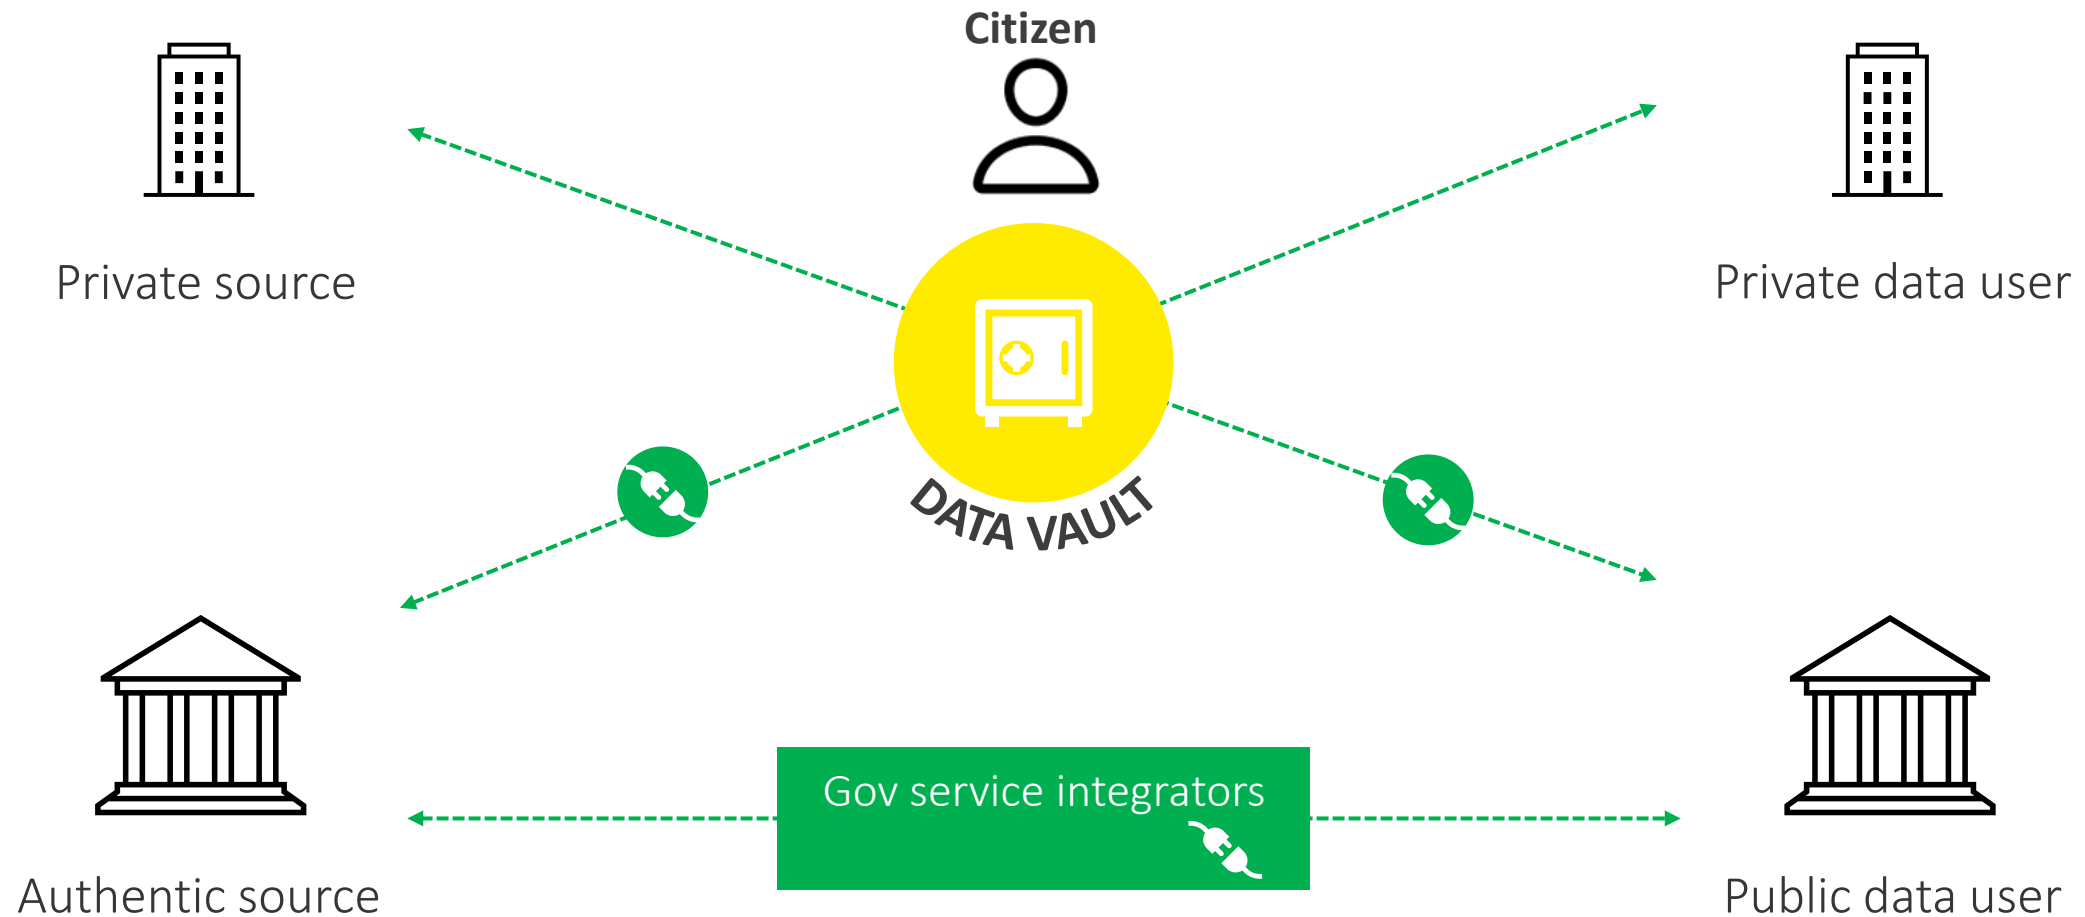 Citizen
Private source
Private data user
DATA VAULT
Gov service integrators
Authentic source
Public data user